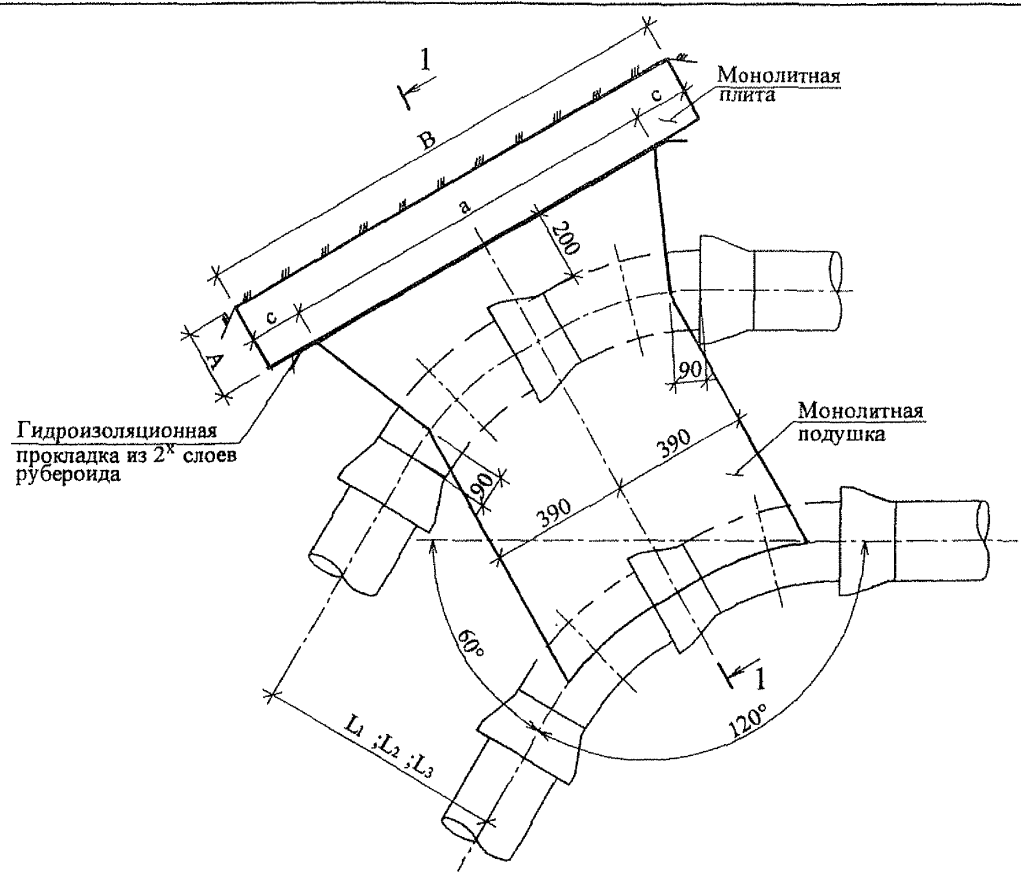 1
Монолитная
плита
c
B
a
200
c
A
90
Монолитная
подушка
Гидроизоляционная
прокладка из 2х слоев
рубероида
390
90
390
60°
1
120°
L1 ;L2 ;L3